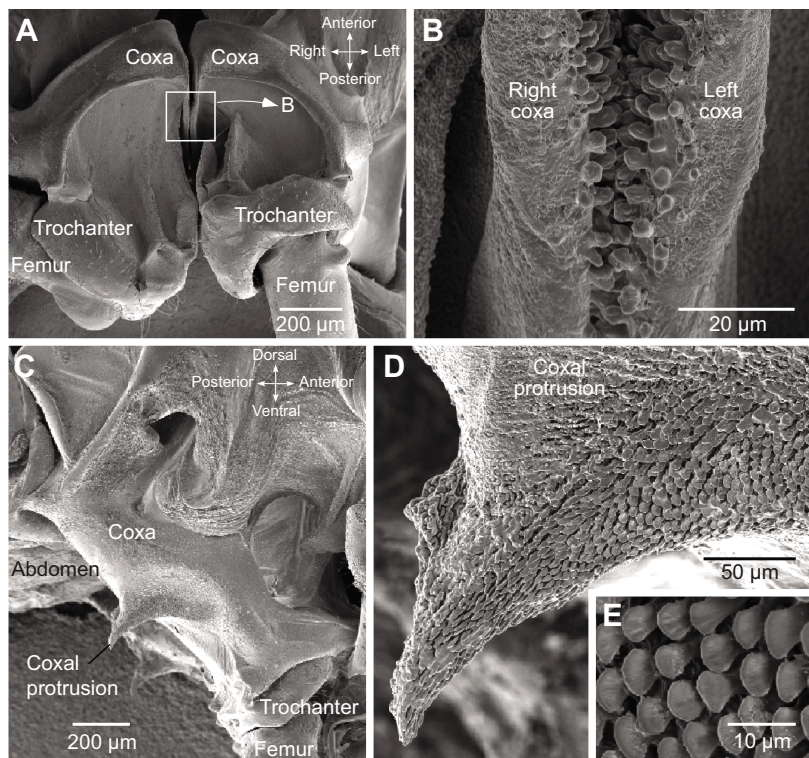 A
Coxa
Coxa
Anterior
Right
Left
Posterior
B
Trochanter
Trochanter
Femur
Femur
200 µm
B
Right
coxa
Left
coxa
20 µm
C
Dorsal
Posterior
Anterior
Ventral
Coxa
Abdomen
Coxal
protrusion
Trochanter
Femur
200 µm
D
Coxal
protrusion
50 µm
E
10 µm